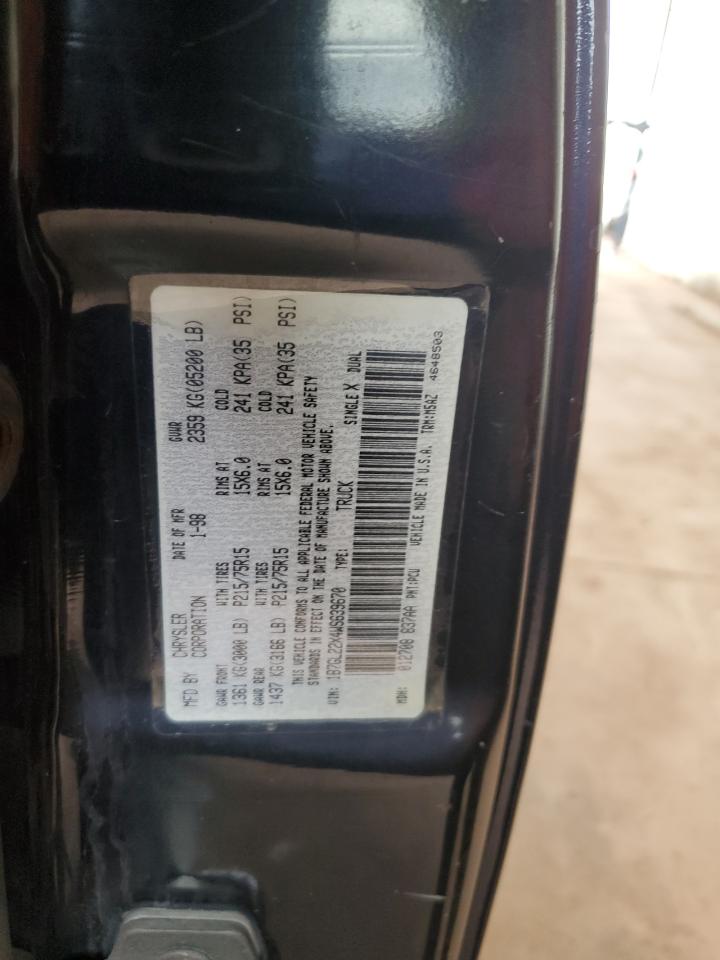 MFD BY CHRYSLER CORPORATION DATE OF MFR 1-98 GVWR 2359 KG(05200 LB)
GAWR FRONT WITH TIRES RIMS AT COLD
1361 KG(3000 LB) P215/75R15 15X6.0 241 KPA(35 PSI)
GAWR REAR WITH TIRES RIMS AT COLD
1437 KG(3166 LB) P215/75R15 15X6.0 241 KPA(35 PSI)
THIS VEHICLE CONFORMS TO ALL APPLICABLE FEDERAL MOTOR VEHICLE SAFETY
STANDARDS IN EFFECT ON THE DATE OF MANUFACTURE SHOWN ABOVE.
VIN: 1B7GL22X4WS639670 TYPE: TRUCK SINGLE X DUAL
MDH: 012708 837AA PNT:PCU VEHICLE MADE IN U.S.A. TRM:MSAZ 4648503